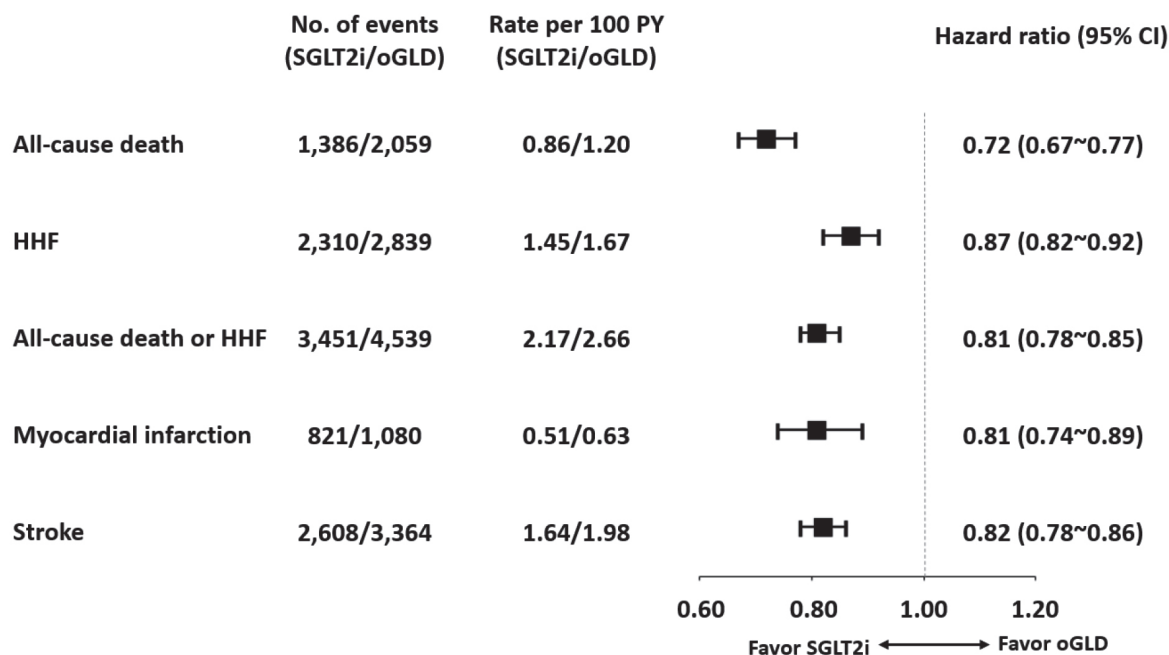 No. of events Rate per 100 PY Hazard ratio (95% CI)
(SGLT2i/oGLD) (SGLT2i/oGLD)
All-cause death 1,386/2,059 0.86/1.20 0.72 (0.67~0.77)
HHF 2,310/2,839 1.45/1.67 0.87 (0.82~0.92)
All-cause death or HHF 3,451/4,539 2.17/2.66 0.81 (0.78~0.85)
Myocardial infarction 821/1,080 0.51/0.63 0.81 (0.74~0.89)
Stroke 2,608/3,364 1.64/1.98 0.82 (0.78~0.86)
0.60 0.80 1.00 1.20
Favor SGLT2i Favor oGLD